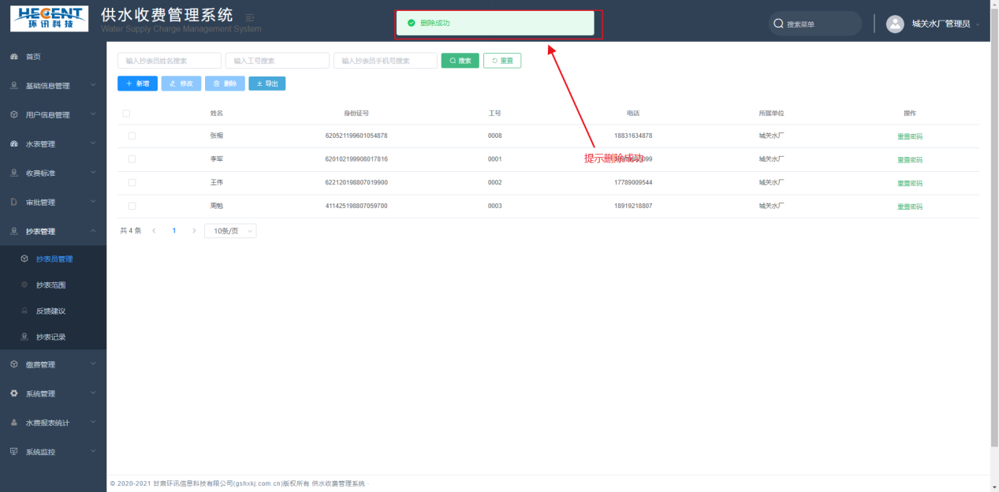 HECENT
环讯科技
供水收费管理系统
Water Supply Charge Management System
删除成功
搜索菜单
城关水厂管理员
首页
基础信息管理
用户信息管理
水表管理
收费标准
审批管理
抄表管理
抄表员管理
抄表范围
反馈建议
抄表记录
缴费管理
系统管理
水费报表统计
系统监控
输入抄表员姓名搜索 输入工号搜索 输入抄表员手机号搜索 搜索 重置
新增 修改 删除 导出
姓名 身份证号 工号 电话 所属单位 操作
张桐 620521199601054878 0008 18831634878 城关水厂 重置密码
李军 620102199908017816 0001 城关水厂 重置密码
提示删除成功
王伟 622120198807019900 0002 17789009544 城关水厂 重置密码
周勉 411425198807059700 0003 18919218807 城关水厂 重置密码
共 4 条 1 10条/页
© 2020-2021 甘肃环讯信息科技有限公司(gshxkj.com.cn)版权所有 供水收费管理系统